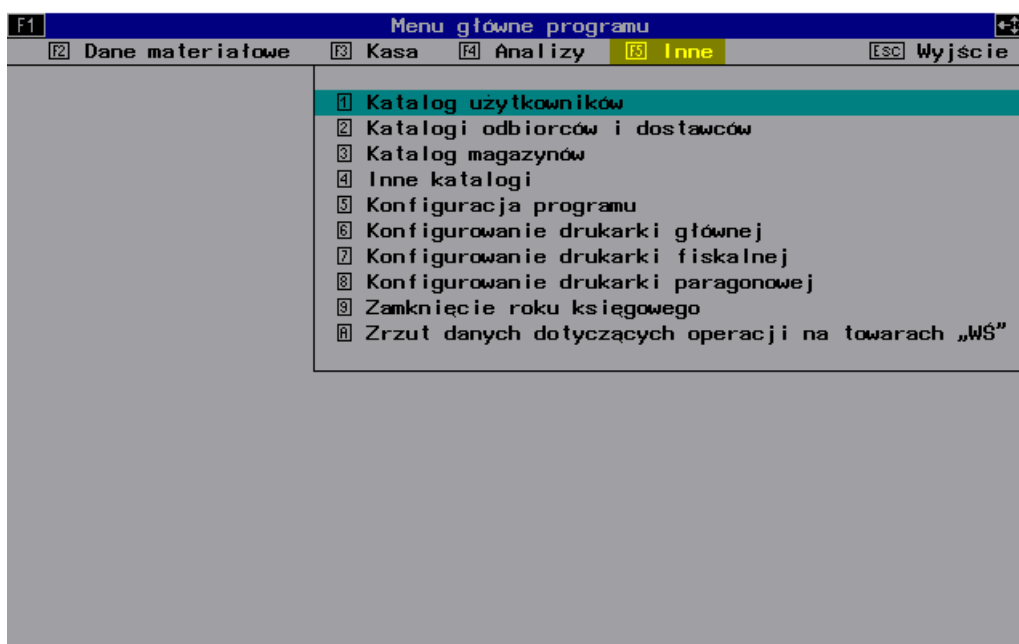 F1 Menu główne programu
F2 Dane materiałowe F3 Kasa F4 Analizy F5 Inne Esc Wyjście
1 Katalog użytkowników
2 Katalogi odbiorców i dostawców
3 Katalog magazynów
4 Inne katalogi
5 Konfiguracja programu
6 Konfigurowanie drukarki głównej
7 Konfigurowanie drukarki fiskalnej
8 Konfigurowanie drukarki paragonowej
9 Zamknięcie roku księgowego
A Zrzut danych dotyczących operacji na towarach „WŚ”